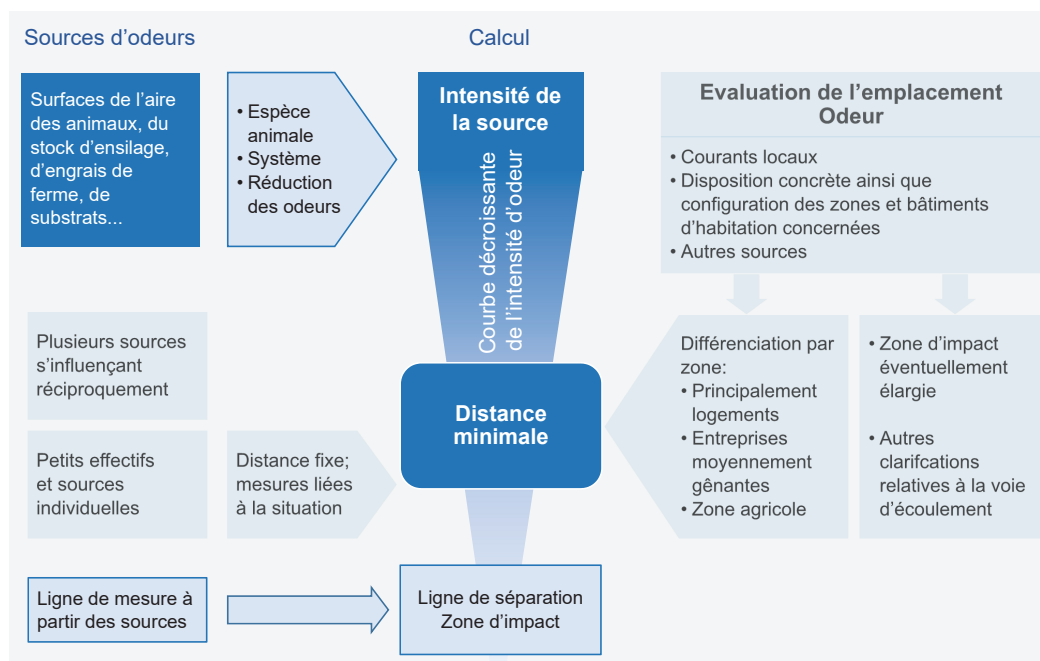 Sources d’odeurs
Calcul
Surfaces de l’aire
des animaux, du
stock d’ensilage,
d’engrais de
ferme, de
substrats...
• Espèce
animale
• Système
• Réduction
des odeurs
Intensité de
la source
Courbe décroissante
de l’intensité d’odeur
Evaluation de l’emplacement
Odeur
• Courants locaux
• Disposition concrète ainsi que
configuration des zones et bâtiments
d’habitation concernées
• Autres sources
Plusieurs sources
s’influençant
réciproquement
Distance
minimale
Différenciation par
zone:
• Principalement
logements
• Entreprises
moyennement
gênantes
• Zone agricole
• Zone d’impact
éventuellement
élargie
• Autres
clarifcations
relatives à la voie
d’écoulement
Petits effectifs
et sources
individuelles
Distance fixe;
mesures liées
à la situation
Ligne de mesure à
partir des sources
Ligne de séparation
Zone d’impact